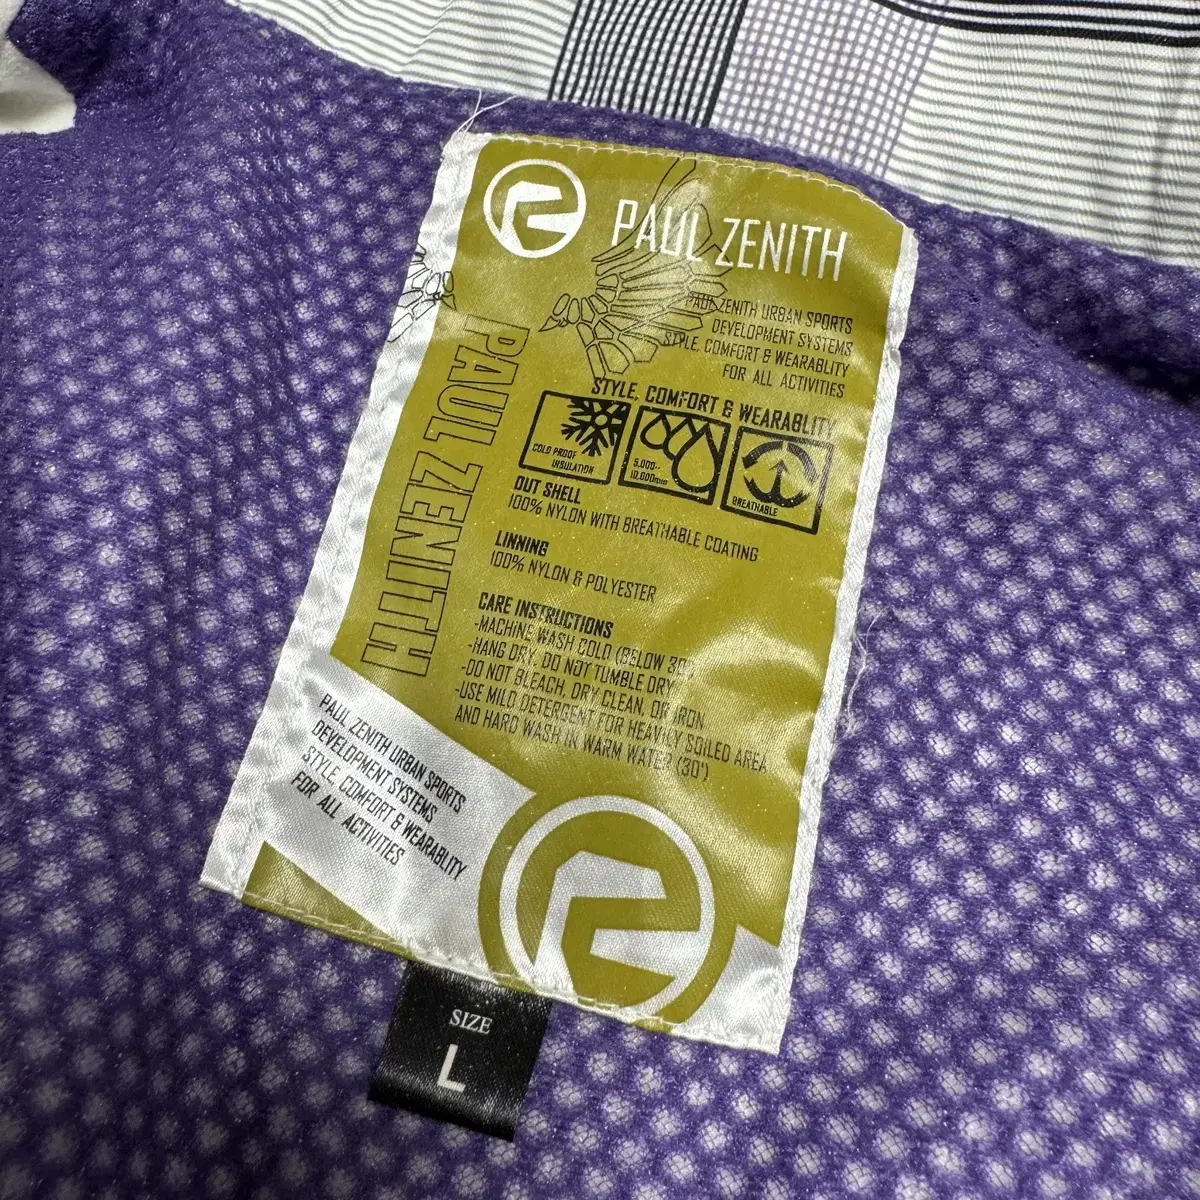 PAUL ZENITH
PAUL ZENITH URBAN SPORTS
DEVELOPMENT SYSTEMS
STYLE, COMFORT & WEARABLITY
FOR ALL ACTIVITIES
STYLE, COMFORT & WEARABLITY
COLD PROOF
INSULATION
5,000~
10,000mm
BREATHABLE
OUT SHELL
100% NYLON WITH BREATHABLE COATING
LINNING
100% NYLON & POLYESTER
CARE INSTRUCTIONS
-MACHINE WASH COLD (BELOW 30')
-HANG DRY, DO NOT TUMBLE DRY
-DO NOT BLEACH, DRY CLEAN, OR IRON
-USE MILD DETERGENT FOR HEAVILY SOILED AREA
AND HARD WASH IN WARM WATER (30')
PAUL ZENITH
PAUL ZENITH URBAN SPORTS
DEVELOPMENT SYSTEMS
STYLE, COMFORT & WEARABLITY
FOR ALL ACTIVITIES
SIZE
L